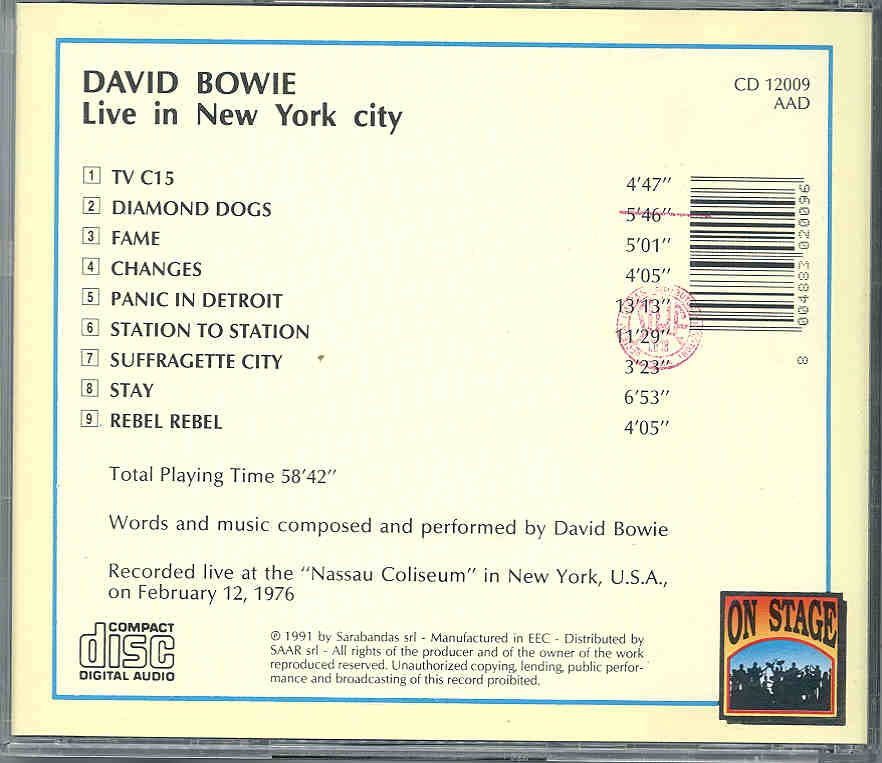 DAVID BOWIE
Live in New York city
CD 12009
AAD
1 TV C15 4'47"
2 DIAMOND DOGS 5'46"
3 FAME 5'01"
4 CHANGES 4'05"
5 PANIC IN DETROIT 13'13"
6 STATION TO STATION 11'29"
7 SUFFRAGETTE CITY 3'23"
8 STAY 6'53"
9 REBEL REBEL 4'05"
8 004883 020096
Total Playing Time 58'42"
Words and music composed and performed by David Bowie
Recorded live at the "Nassau Coliseum" in New York, U.S.A.,
on February 12, 1976
COMPACT
disc
DIGITAL AUDIO
℗ 1991 by Sarabandas srl - Manufactured in EEC - Distributed by
SAAR srl - All rights of the producer and of the owner of the work
reproduced reserved. Unauthorized copying, lending, public perfor-
mance and broadcasting of this record proibited.
ON STAGE